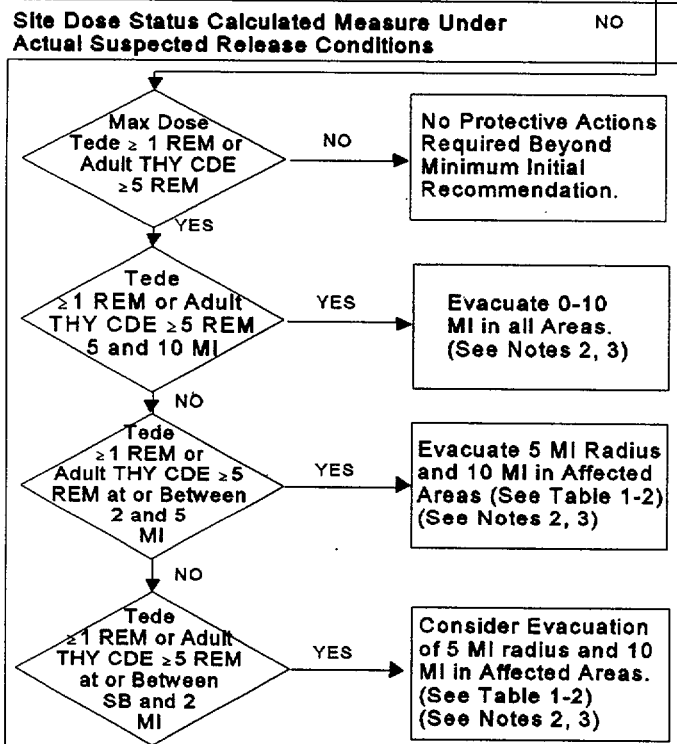 Site Dose Status Calculated Measure Under
NO
Actual Suspected Release Conditions
Max Dose
Tede ≥ 1 REM or
Adult THY CDE
≥5 REM
NO
No Protective Actions
Required Beyond
Minimum Initial
Recommendation.
YES
Tede
≥1 REM or Adult
THY CDE ≥5 REM
5 and 10 MI
YES
Evacuate 0-10
MI in all Areas.
(See Notes 2, 3)
NO
Tede
≥1 REM or
Adult THY CDE ≥5
REM at or Between
2 and 5
MI
YES
Evacuate 5 MI Radius
and 10 MI in Affected
Areas (See Table 1-2)
(See Notes 2, 3)
NO
Tede
≥1 REM or Adult
THY CDE ≥5 REM
at or Between
SB and 2
MI
YES
Consider Evacuation
of 5 MI radius and 10
MI in Affected Areas.
(See Table 1-2)
(See Notes 2, 3)